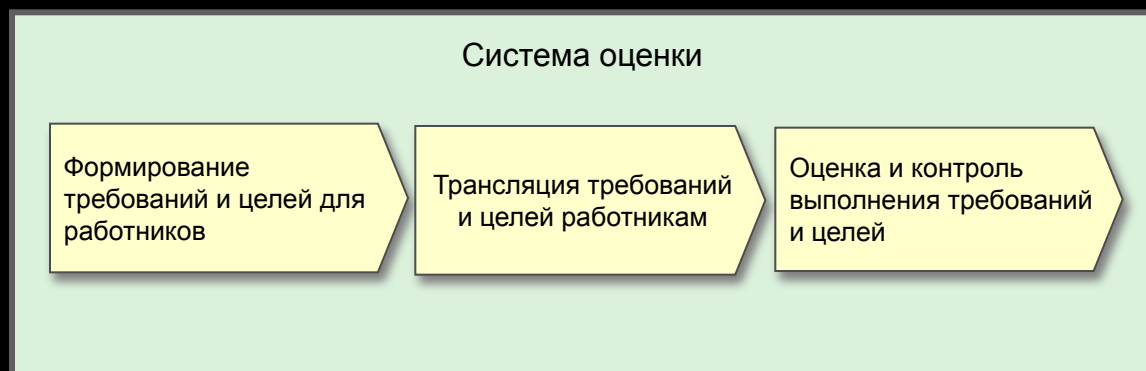 Система оценки
Формирование
требований и целей для
работников
Трансляция требований
и целей работникам
Оценка и контроль
выполнения требований
и целей